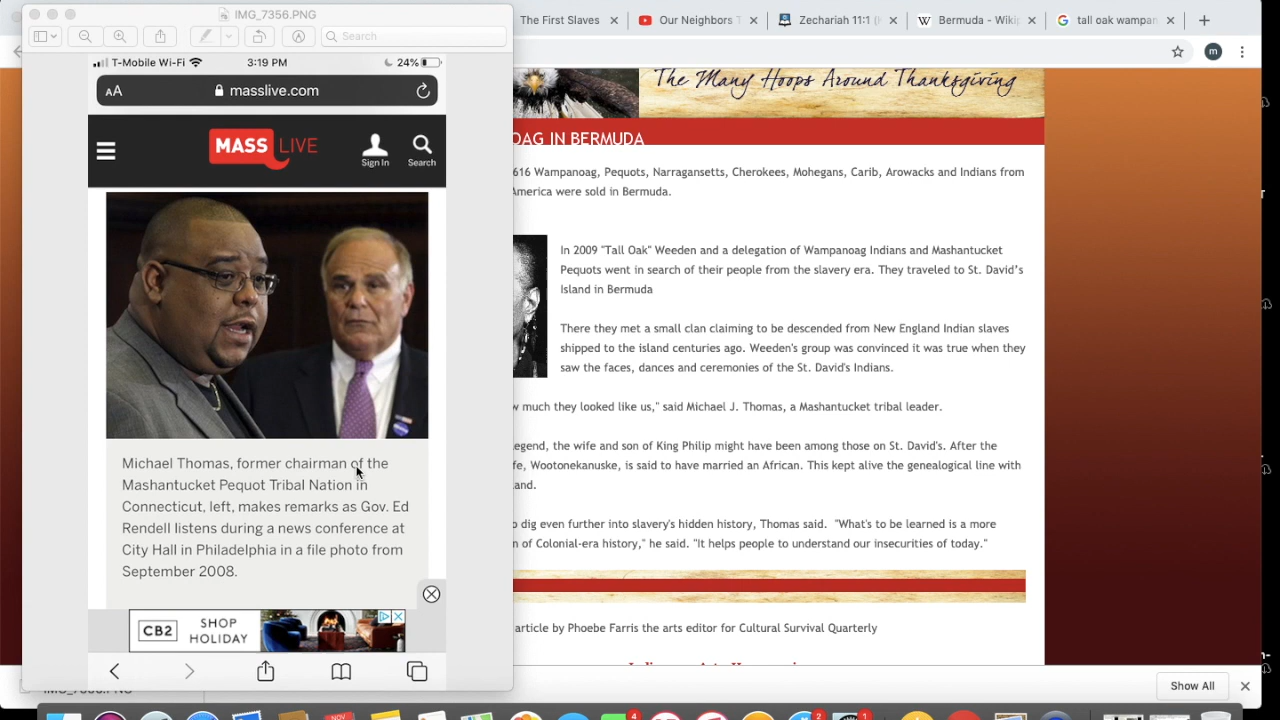 IMG_7356.PNG
Search
T-Mobile Wi-Fi
3:19 PM
24%
AA
masslive.com
MASS LIVE
Sign In
Search
Michael Thomas, former chairman of the
Mashantucket Pequot Tribal Nation in
Connecticut, left, makes remarks as Gov. Ed
Rendell listens during a news conference at
City Hall in Philadelphia in a file photo from
September 2008.
CB2
SHOP
HOLIDAY
The First Slaves
Our Neighbors T
Zechariah 11:1
Bermuda - Wiki
tall oak wampan
m
The Many Hoops Around Thanksgiving
OAG IN BERMUDA
616 Wampanoag, Pequots, Narragansetts, Cherokees, Mohegans, Carib, Arowacks and Indians from
America were sold in Bermuda.
In 2009 "Tall Oak" Weeden and a delegation of Wampanoag Indians and Mashantucket
Pequots went in search of their people from the slavery era. They traveled to St. David's
Island in Bermuda
There they met a small clan claiming to be descended from New England Indian slaves
shipped to the island centuries ago. Weeden's group was convinced it was true when they
saw the faces, dances and ceremonies of the St. David's Indians.
w much they looked like us," said Michael J. Thomas, a Mashantucket tribal leader.
egend, the wife and son of King Philip might have been among those on St. David's. After the
fe, Wootonekanuske, is said to have married an African. This kept alive the genealogical line with
and.
o dig even further into slavery's hidden history, Thomas said. "What's to be learned is a more
n of Colonial-era history," he said. "It helps people to understand our insecurities of today."
article by Phoebe Farris the arts editor for Cultural Survival Quarterly
Show All
NOV
4
2
1